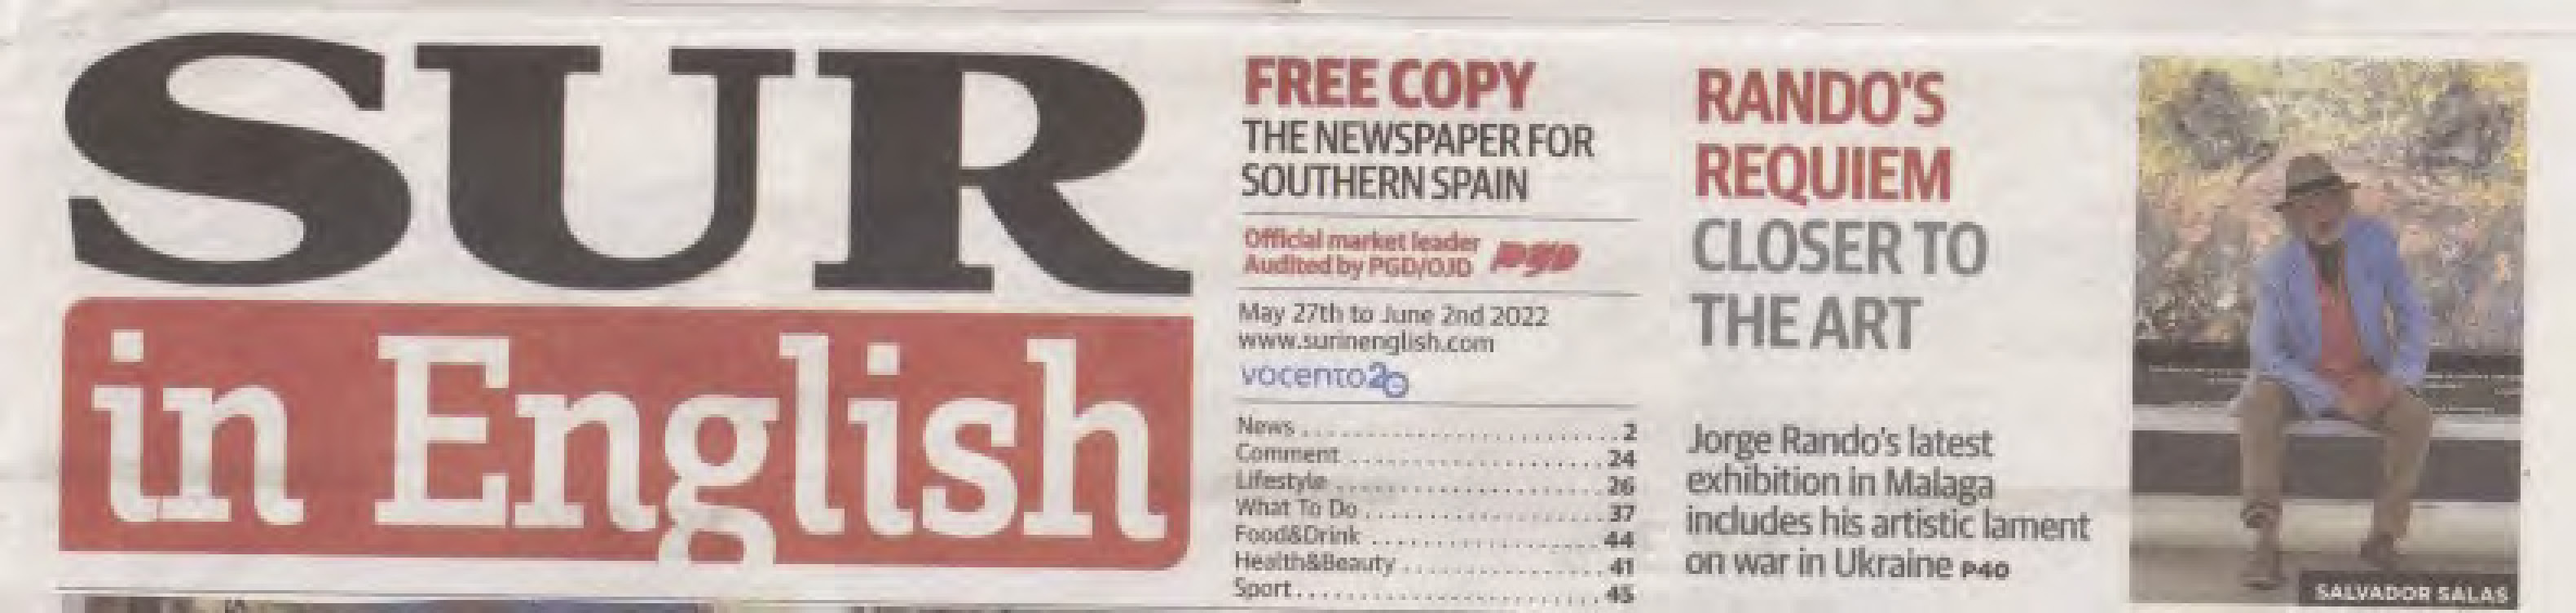 SUR
in English
FREE COPY
THE NEWSPAPER FOR
SOUTHERN SPAIN
Official market leader
Audited by PGD/OJD
PGD
May 27th to June 2nd 2022
www.surinenglish.com
vocento20
News ............................ 2
Comment ...................... 24
Lifestyle ....................... 26
What To Do .................... 37
Food&Drink ................... 44
Health&Beauty ................ 41
Sport ........................... 45
RANDO'S
REQUIEM
CLOSER TO
THE ART
Jorge Rando's latest
exhibition in Malaga
includes his artistic lament
on war in Ukraine P40
SALVADOR SALAS